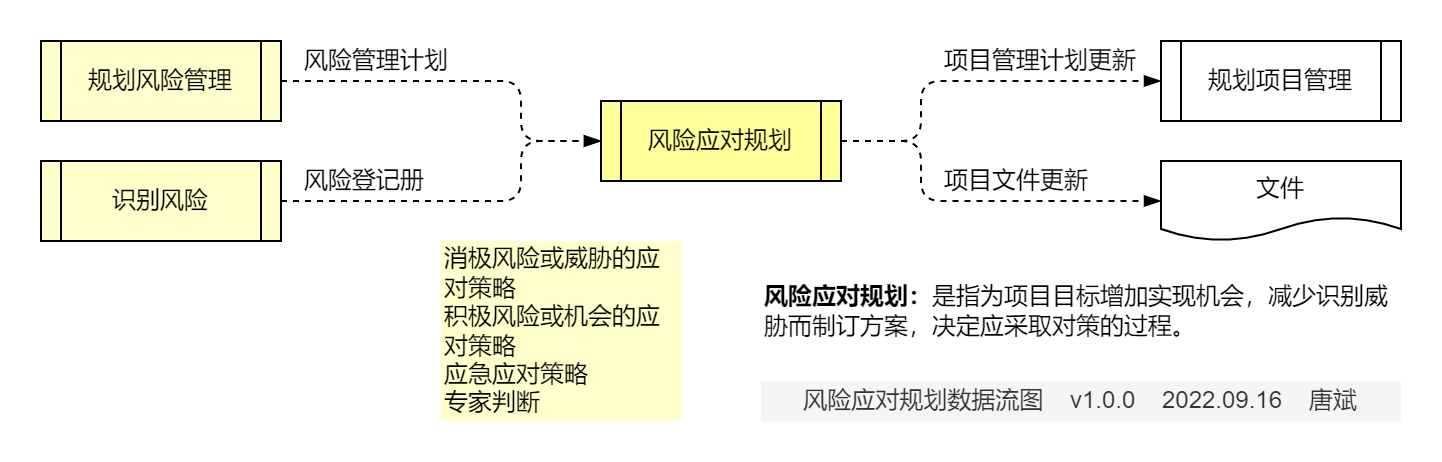 规划风险管理
风险管理计划
识别风险
风险登记册
风险应对规划
项目管理计划更新
规划项目管理
项目文件更新
文件
消极风险或威胁的应
对策略
积极风险或机会的应
对策略
应急应对策略
专家判断
风险应对规划：是指为项目目标增加实现机会，减少识别威
胁而制订方案，决定应采取对策的过程。
风险应对规划数据流图 v1.0.0 2022.09.16 唐斌